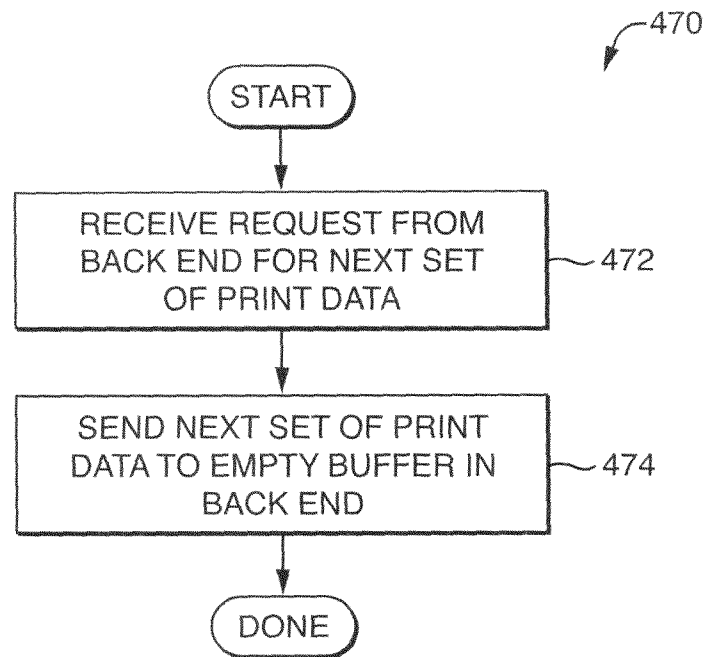 470
START
RECEIVE REQUEST FROM
BACK END FOR NEXT SET
OF PRINT DATA
472
SEND NEXT SET OF PRINT
DATA TO EMPTY BUFFER IN
BACK END
474
DONE